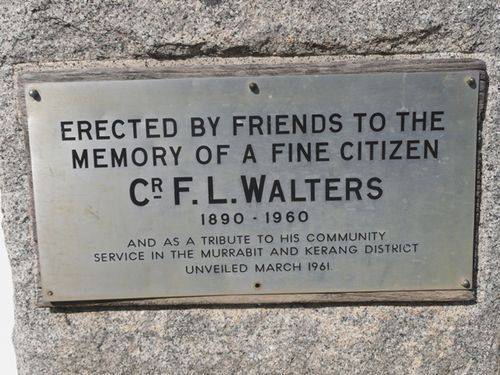 ERECTED BY FRIENDS TO THE
MEMORY OF A FINE CITIZEN
CR F. L. WALTERS
1890 - 1960
AND AS A TRIBUTE TO HIS COMMUNITY
SERVICE IN THE MURRABIT AND KERANG DISTRICT
UNVEILED MARCH 1961.